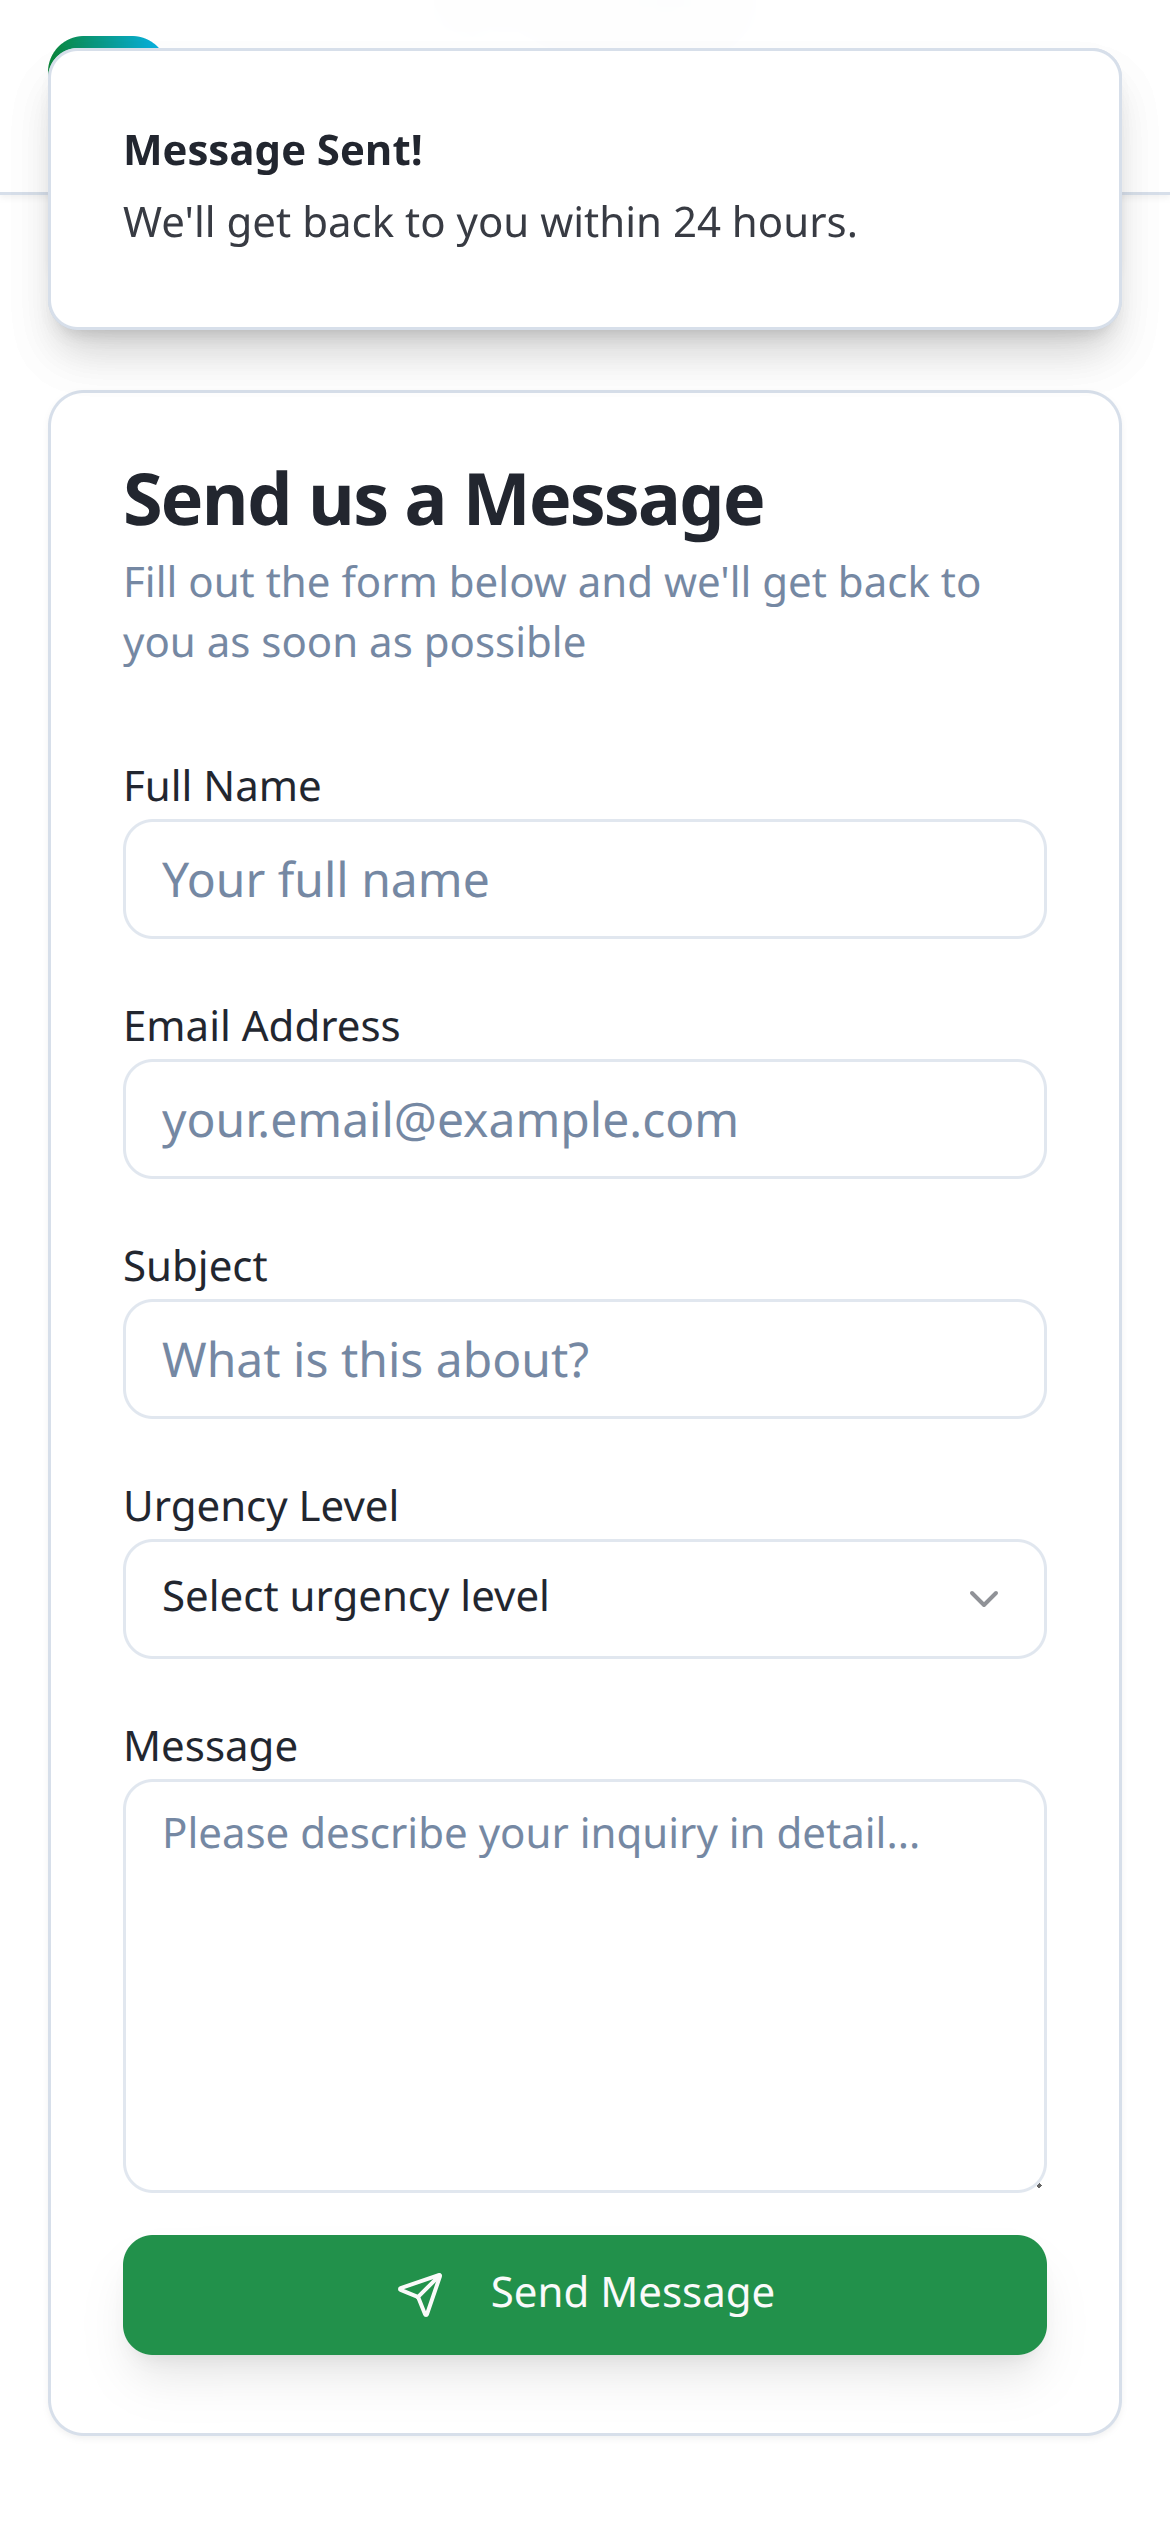 Message Sent!
We'll get back to you within 24 hours.
Send us a Message
Fill out the form below and we'll get back to
you as soon as possible
Full Name
Your full name
Email Address
your.email@example.com
Subject
What is this about?
Urgency Level
Select urgency level
Message
Please describe your inquiry in detail...
Send Message